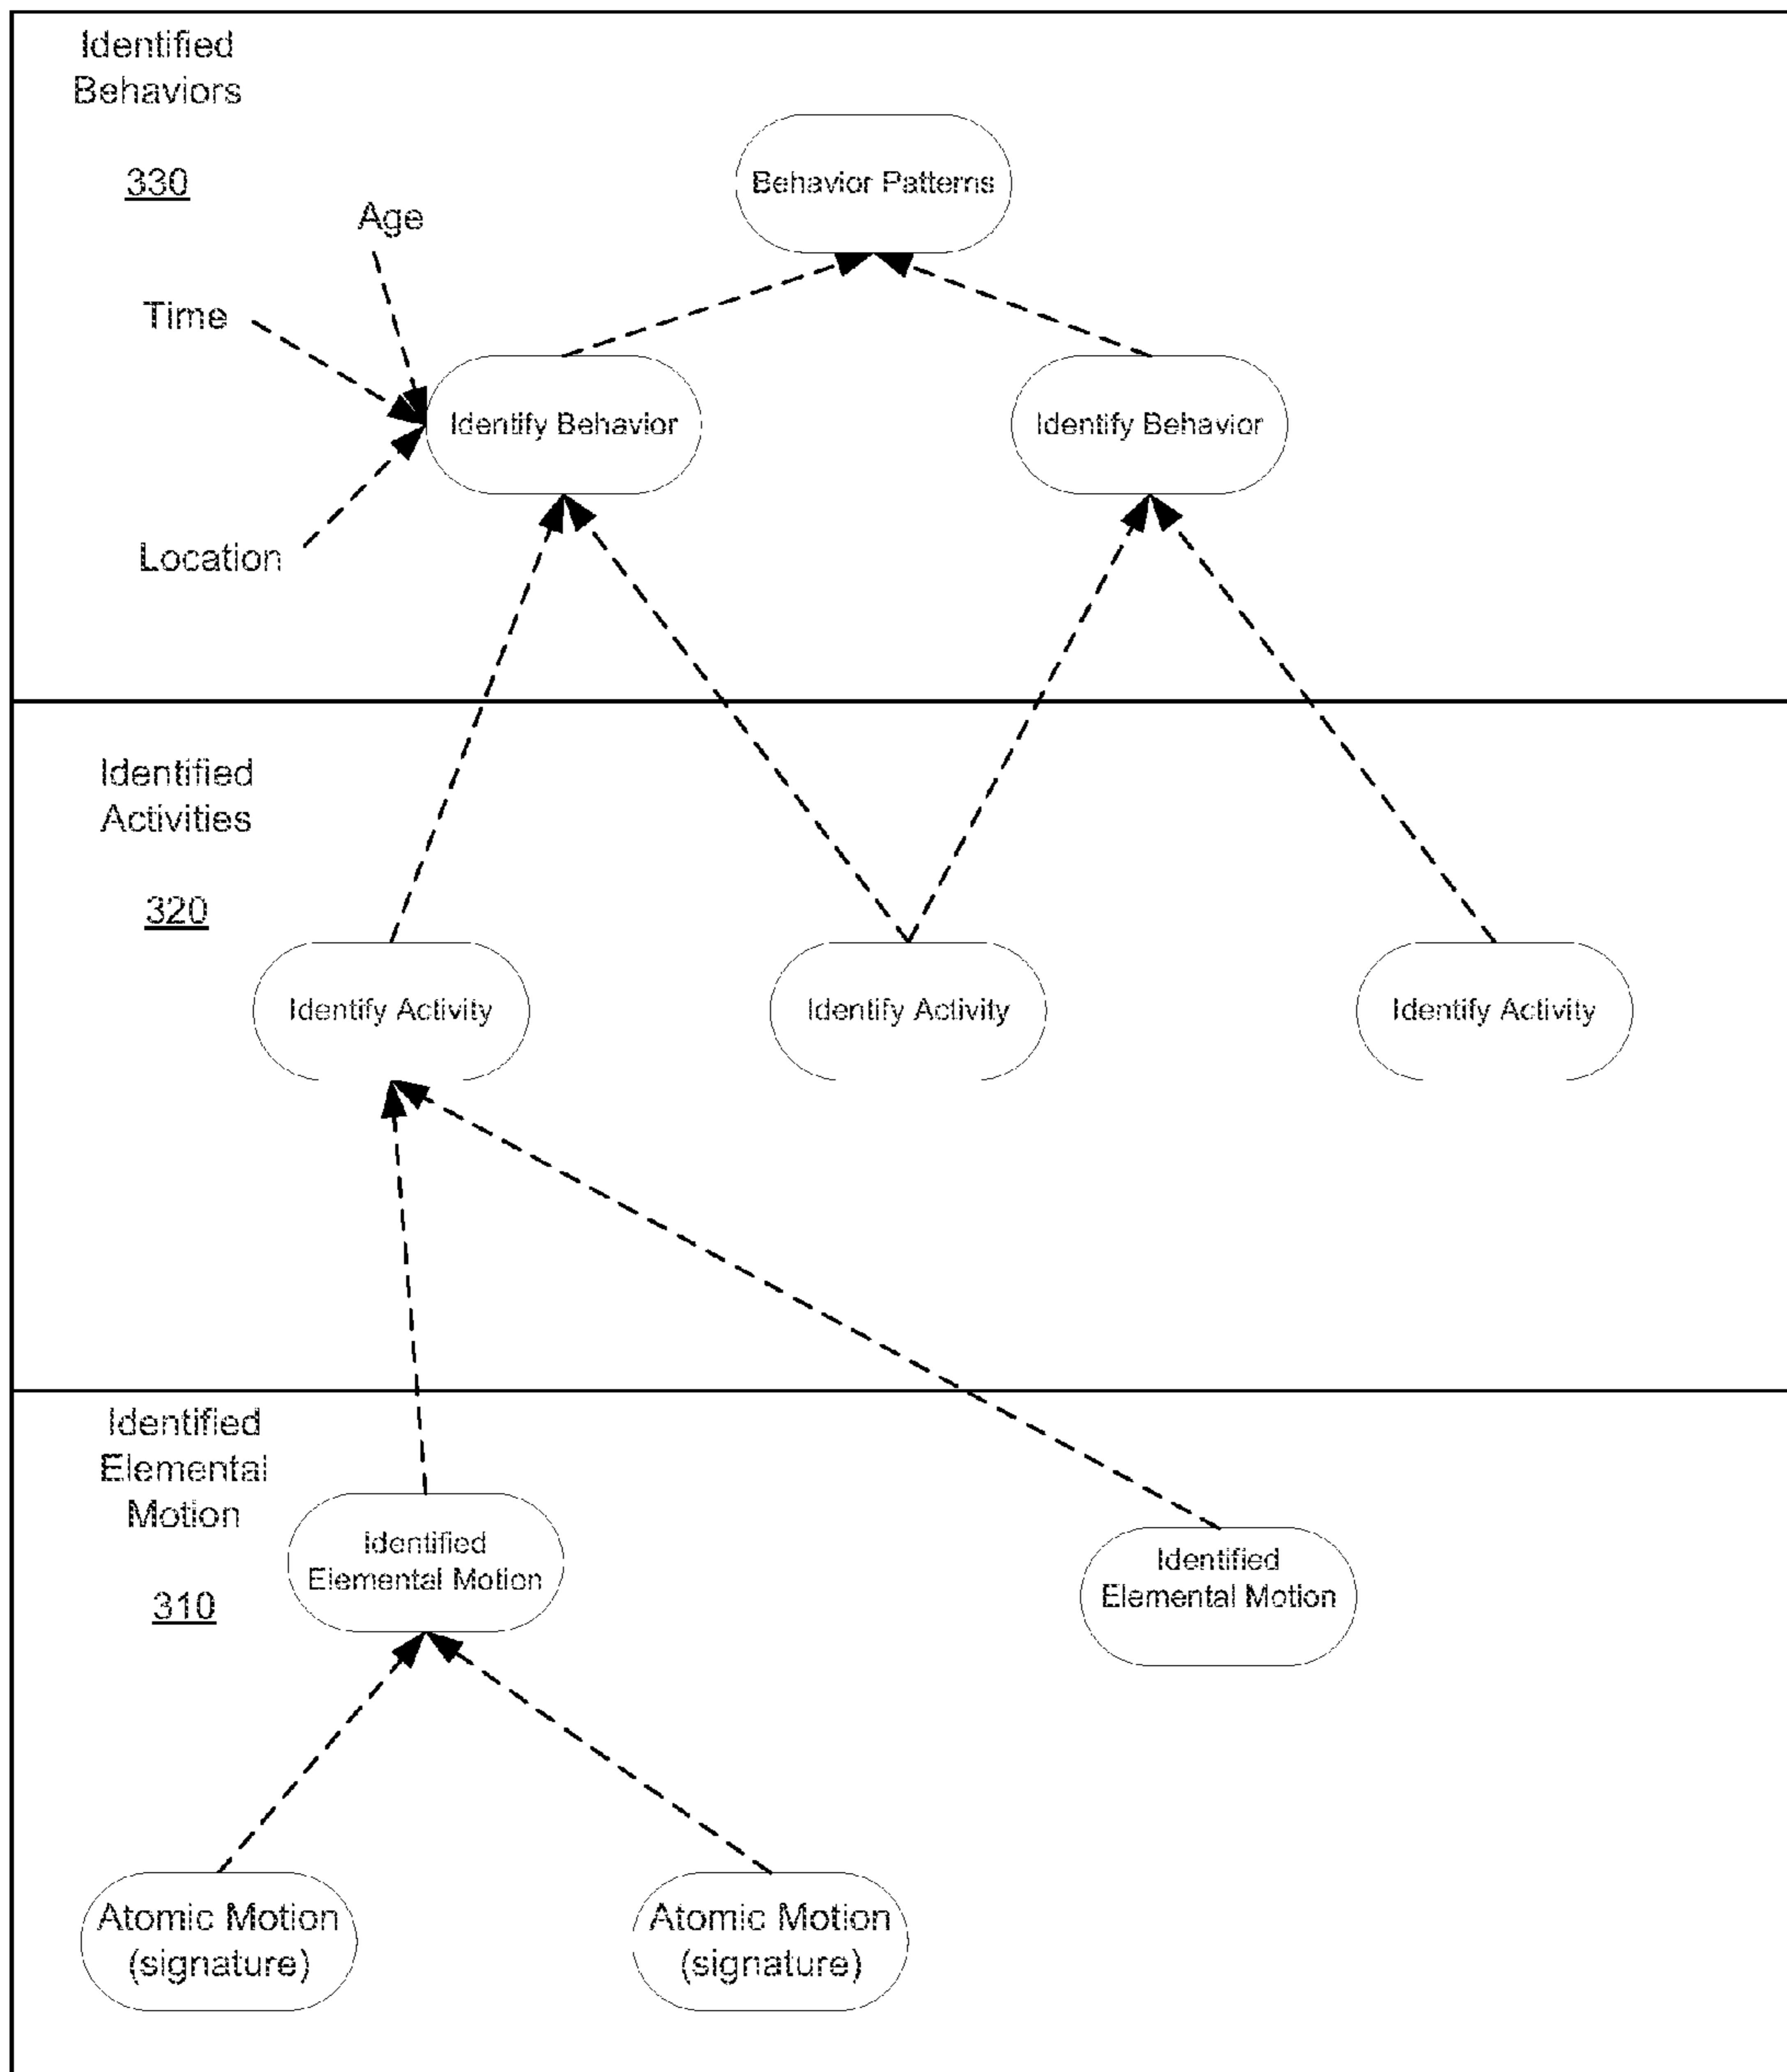 Identified
Behaviors
330
Behavior Patterns
Age
Time
Identify Behavior
Identify Behavior
Location
Identified
Activities
320
Identify Activity
Identify Activity
Identify Activity
Identified
Elemental
Motion
310
Identified
Elemental Motion
Identified
Elemental Motion
Atomic Motion
(signature)
Atomic Motion
(signature)